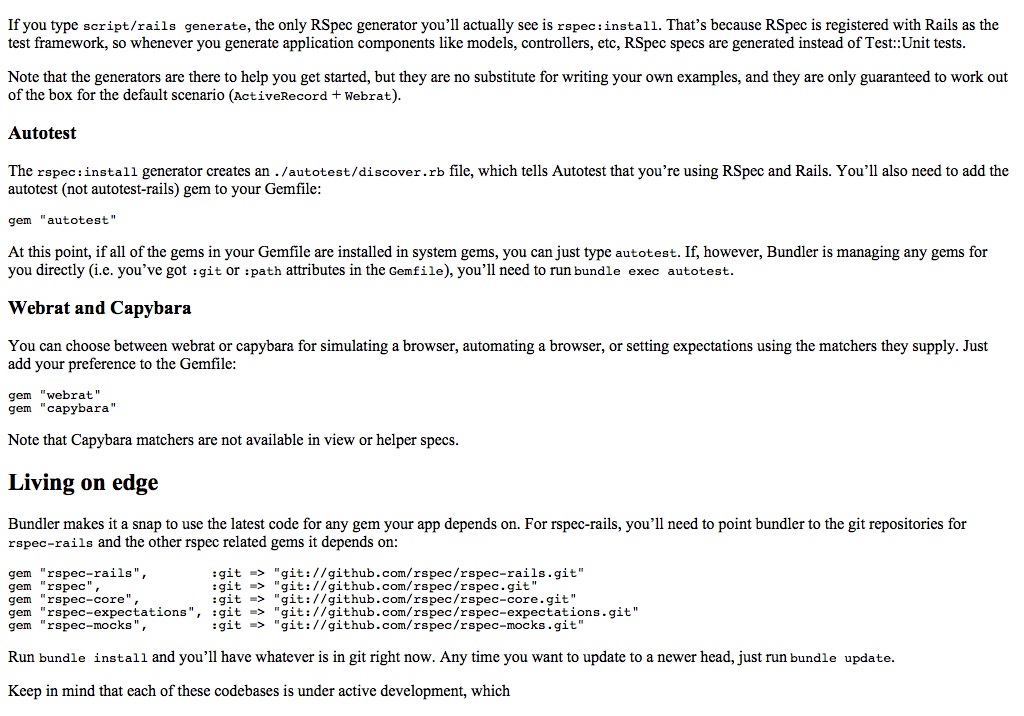 If you type script/rails generate, the only RSpec generator you’ll actually see is rspec:install. That’s because RSpec is registered with Rails as the
test framework, so whenever you generate application components like models, controllers, etc, RSpec specs are generated instead of Test::Unit tests.
Note that the generators are there to help you get started, but they are no substitute for writing your own examples, and they are only guaranteed to work out
of the box for the default scenario (ActiveRecord + Webrat).
Autotest
The rspec:install generator creates an ./autotest/discover.rb file, which tells Autotest that you’re using RSpec and Rails. You’ll also need to add the
autotest (not autotest-rails) gem to your Gemfile:
gem "autotest"
At this point, if all of the gems in your Gemfile are installed in system gems, you can just type autotest. If, however, Bundler is managing any gems for
you directly (i.e. you’ve got :git or :path attributes in the Gemfile), you’ll need to run bundle exec autotest.
Webrat and Capybara
You can choose between webrat or capybara for simulating a browser, automating a browser, or setting expectations using the matchers they supply. Just
add your preference to the Gemfile:
gem "webrat"
gem "capybara"
Note that Capybara matchers are not available in view or helper specs.
Living on edge
Bundler makes it a snap to use the latest code for any gem your app depends on. For rspec-rails, you’ll need to point bundler to the git repositories for
rspec-rails and the other rspec related gems it depends on:
gem "rspec-rails",        :git => "git://github.com/rspec/rspec-rails.git"
gem "rspec",              :git => "git://github.com/rspec/rspec.git"
gem "rspec-core",         :git => "git://github.com/rspec/rspec-core.git"
gem "rspec-expectations", :git => "git://github.com/rspec/rspec-expectations.git"
gem "rspec-mocks",        :git => "git://github.com/rspec/rspec-mocks.git"
Run bundle install and you’ll have whatever is in git right now. Any time you want to update to a newer head, just run bundle update.
Keep in mind that each of these codebases is under active development, which